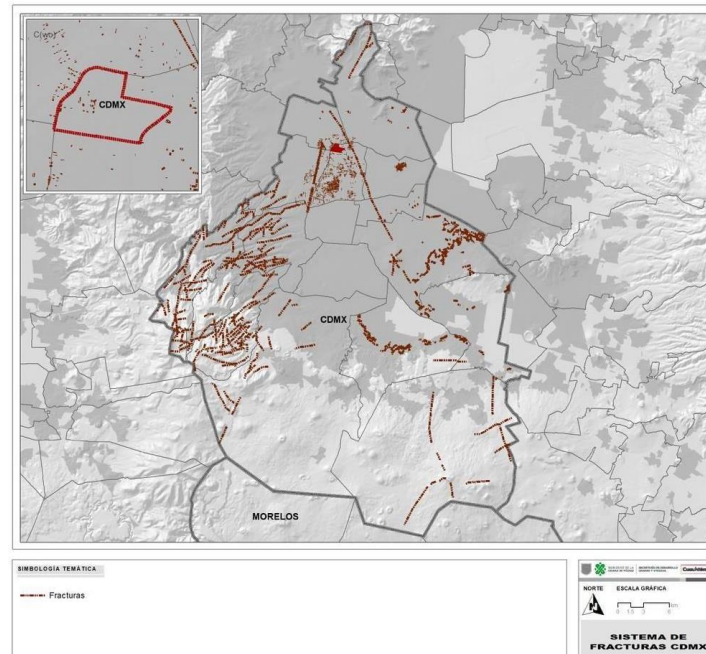 CDMX
CDMX
MORELOS
SIMBOLOGÍA TEMÁTICA
Fracturas
NORTE
ESCALA GRÁFICA
SISTEMA DE
FRACTURAS CDMX